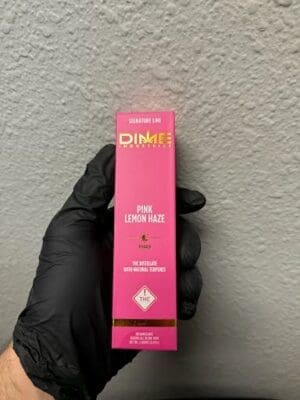 SIGNATURE LINE
DIME
INDUSTRIES
PINK
LEMON HAZE
THC DISTILLATE
WITH NATURAL TERPENES
!
THC